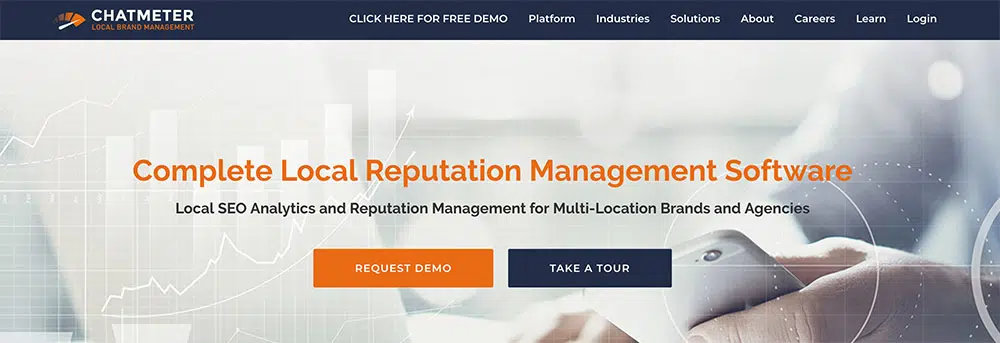 CHATMETER
LOCAL BRAND MANAGEMENT
CLICK HERE FOR FREE DEMO Platform Industries Solutions About Careers Learn Login
Complete Local Reputation Management Software
Local SEO Analytics and Reputation Management for Multi-Location Brands and Agencies
REQUEST DEMO TAKE A TOUR